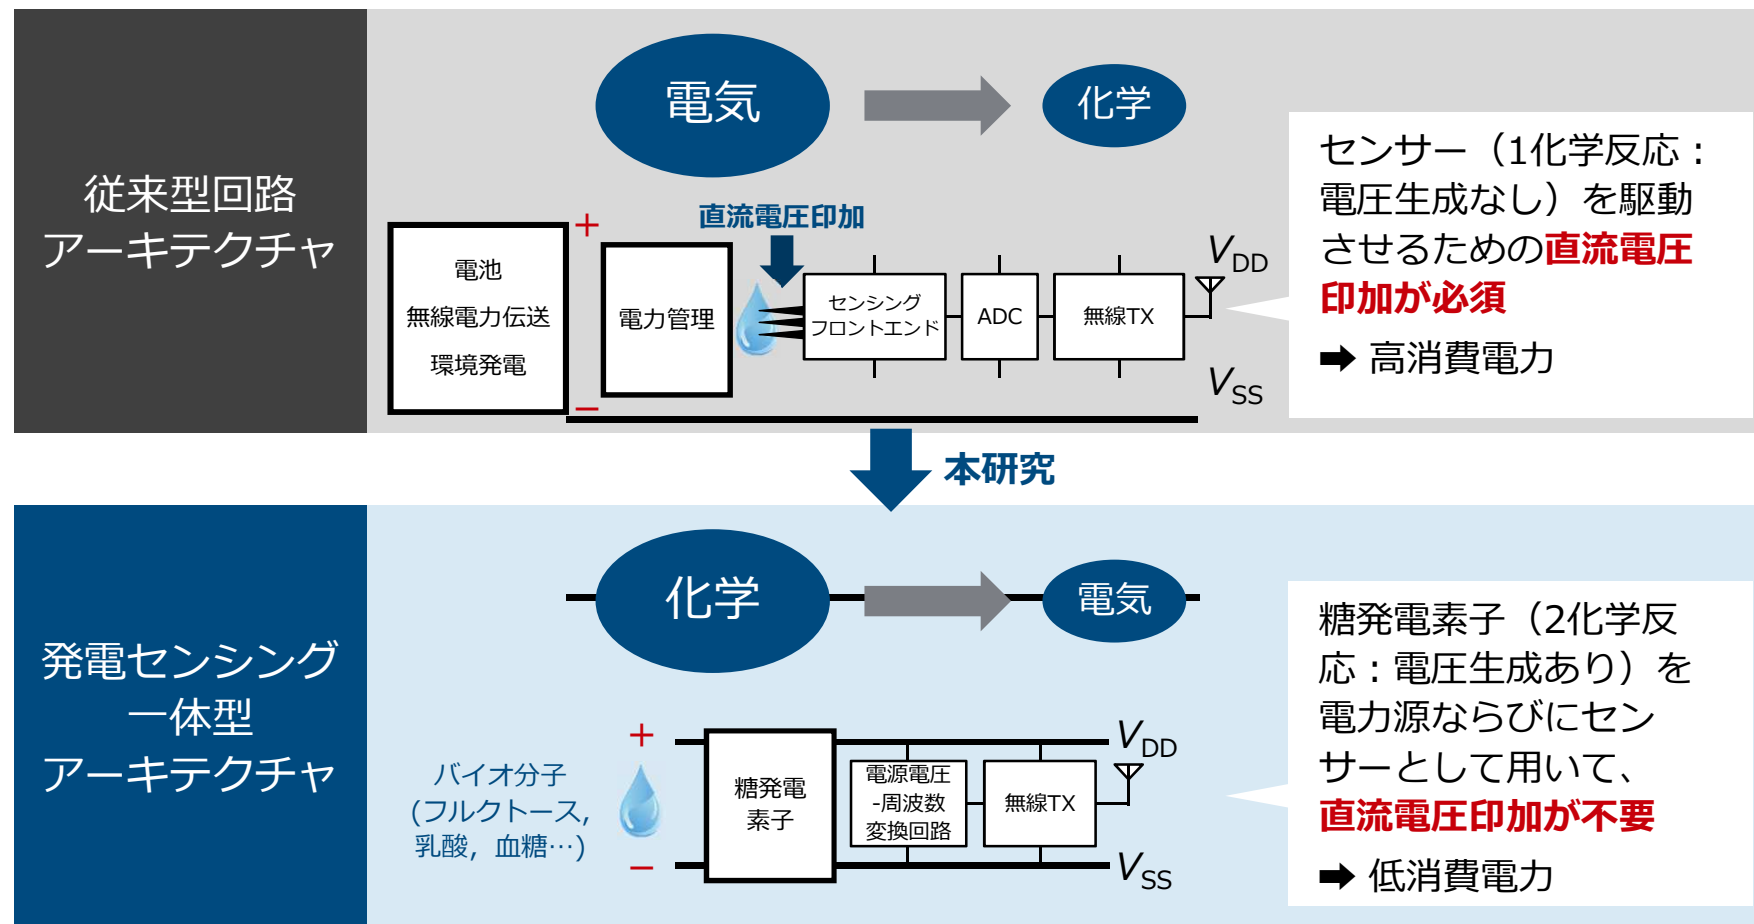 従来型回路
アーキテクチャ
電気
化学
直流電圧印加
+
−
電池
無線電力伝送
環境発電
電力管理
センシング
フロントエンド
ADC
無線TX
VDD
VSS
センサー（1化学反応：
電圧生成なし）を駆動
させるための直流電圧
印加が必須
➡ 高消費電力
本研究
発電センシング
一体型
アーキテクチャ
化学
電気
+
−
バイオ分子
(フルクトース,
乳酸，血糖…)
糖発電
素子
電源電圧
-周波数
変換回路
無線TX
VDD
VSS
糖発電素子（2化学反
応：電圧生成あり）を
電力源ならびにセン
サーとして用いて、
直流電圧印加が不要
➡ 低消費電力